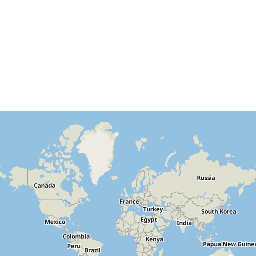 Russia
Canada
France
Turkey
South Korea
Mexico
Egypt
India
Colombia
Kenya
Papua New Guine
Peru
Brazil